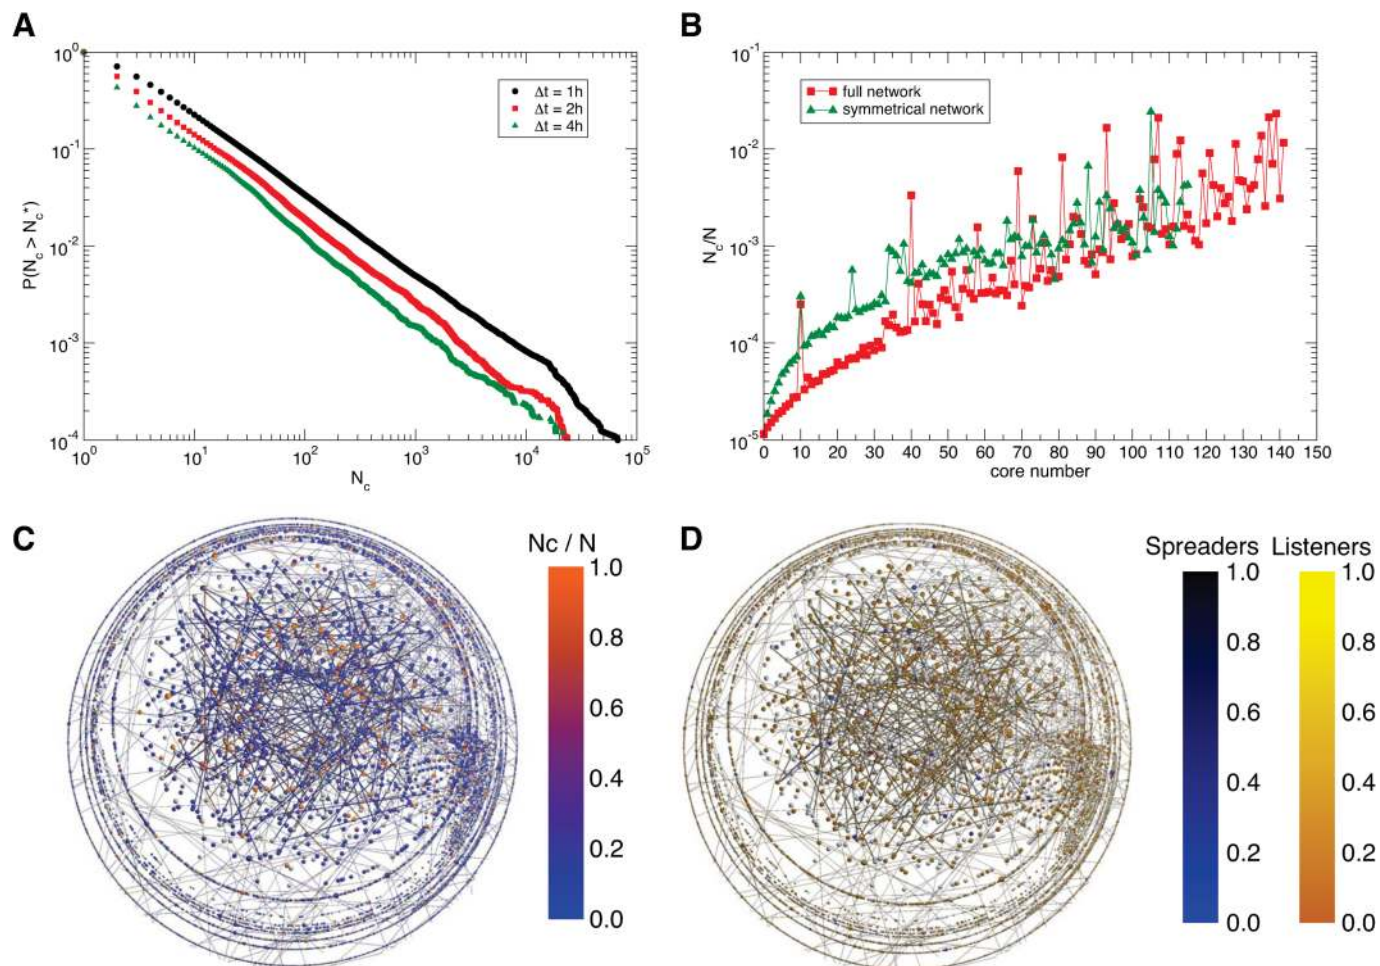 A
10^0
10^-1
10^-2
10^-3
10^-4
P(N_c > N_c*)
Δt = 1h
Δt = 2h
Δt = 4h
10^0 10^1 10^2 10^3 10^4 10^5
N_c
B
10^-1
10^-2
10^-3
10^-4
10^-5
N_c/N
full network
symmetrical network
0 10 20 30 40 50 60 70 80 90 100 110 120 130 140 150
core number
C
Nc / N
1.0
0.8
0.6
0.4
0.2
0.0
D
Spreaders Listeners
1.0 1.0
0.8 0.8
0.6 0.6
0.4 0.4
0.2 0.2
0.0 0.0